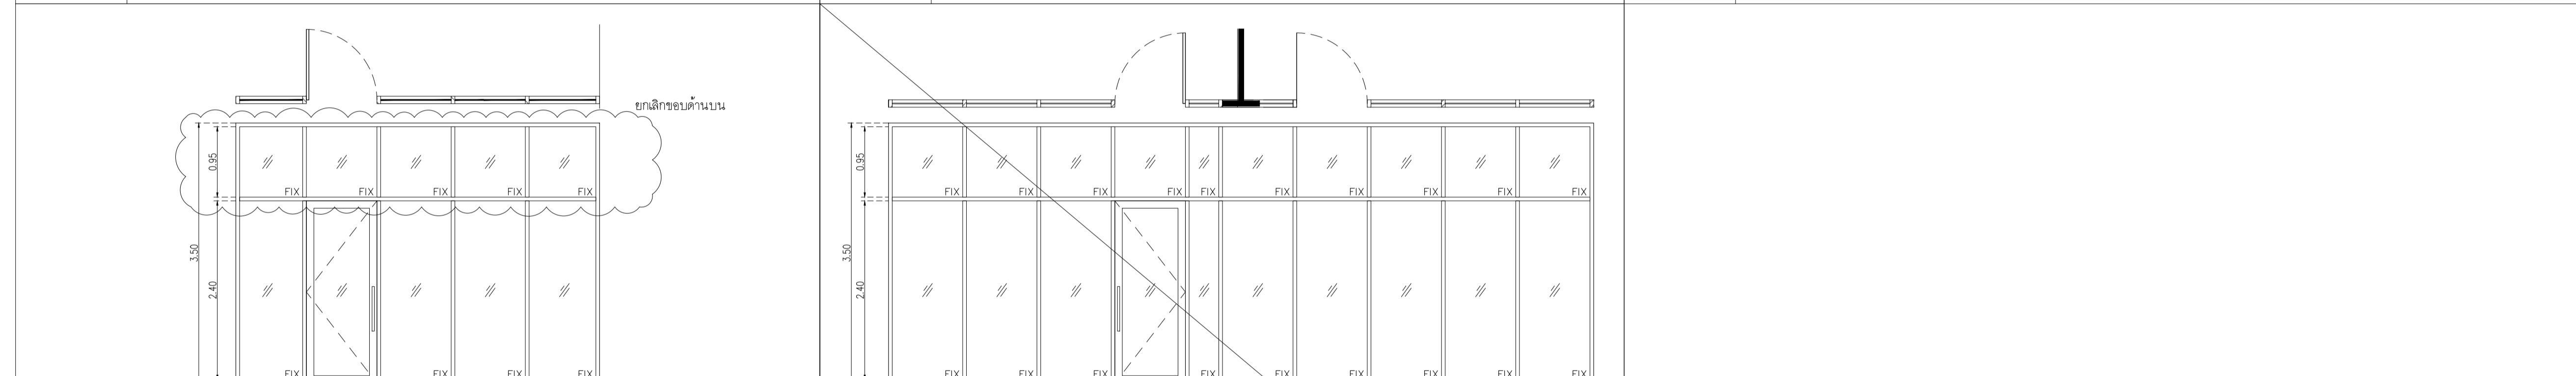 ยกเลิกขอบด้านบน
0.95
FIX FIX FIX FIX FIX
3.50
2.40
FIX FIX FIX FIX
0.95
FIX FIX FIX FIX FIX FIX FIX FIX FIX FIX
3.50
2.40
FIX FIX FIX FIX FIX FIX FIX FIX FIX